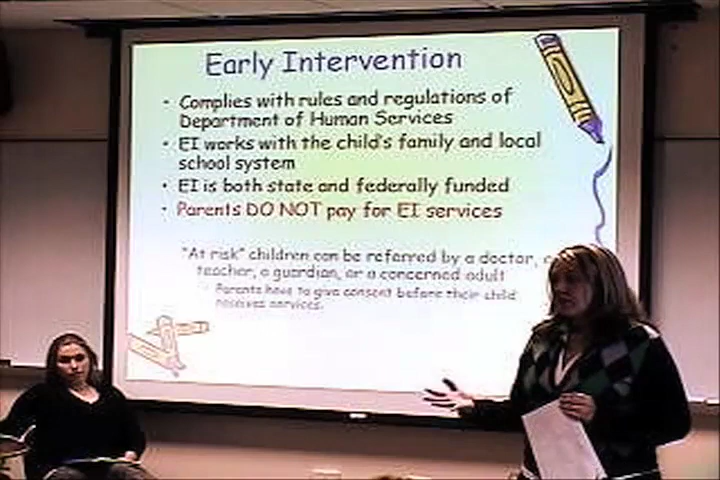 Early Intervention
• Complies with rules and regulations of
Department of Human Services
• EI works with the child's family and local
school system
• EI is both state and federally funded
• Parents DO NOT pay for EI services
"At risk" children can be referred by a doctor, a
teacher, a guardian, or a concerned adult
Parents have to give consent before their child
receives services.